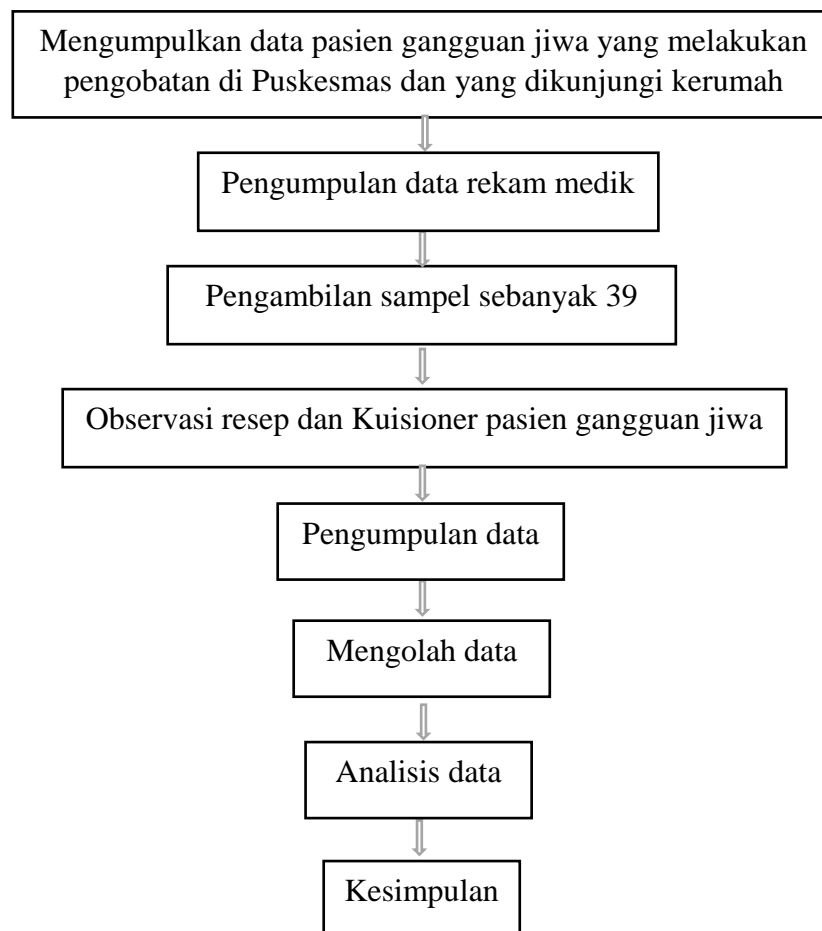 Mengumpulkan data pasien gangguan jiwa yang melakukan
pengobatan di Puskesmas dan yang dikunjungi kerumah
Pengumpulan data rekam medik
Pengambilan sampel sebanyak 39
Observasi resep dan Kuisioner pasien gangguan jiwa
Pengumpulan data
Mengolah data
Analisis data
Kesimpulan